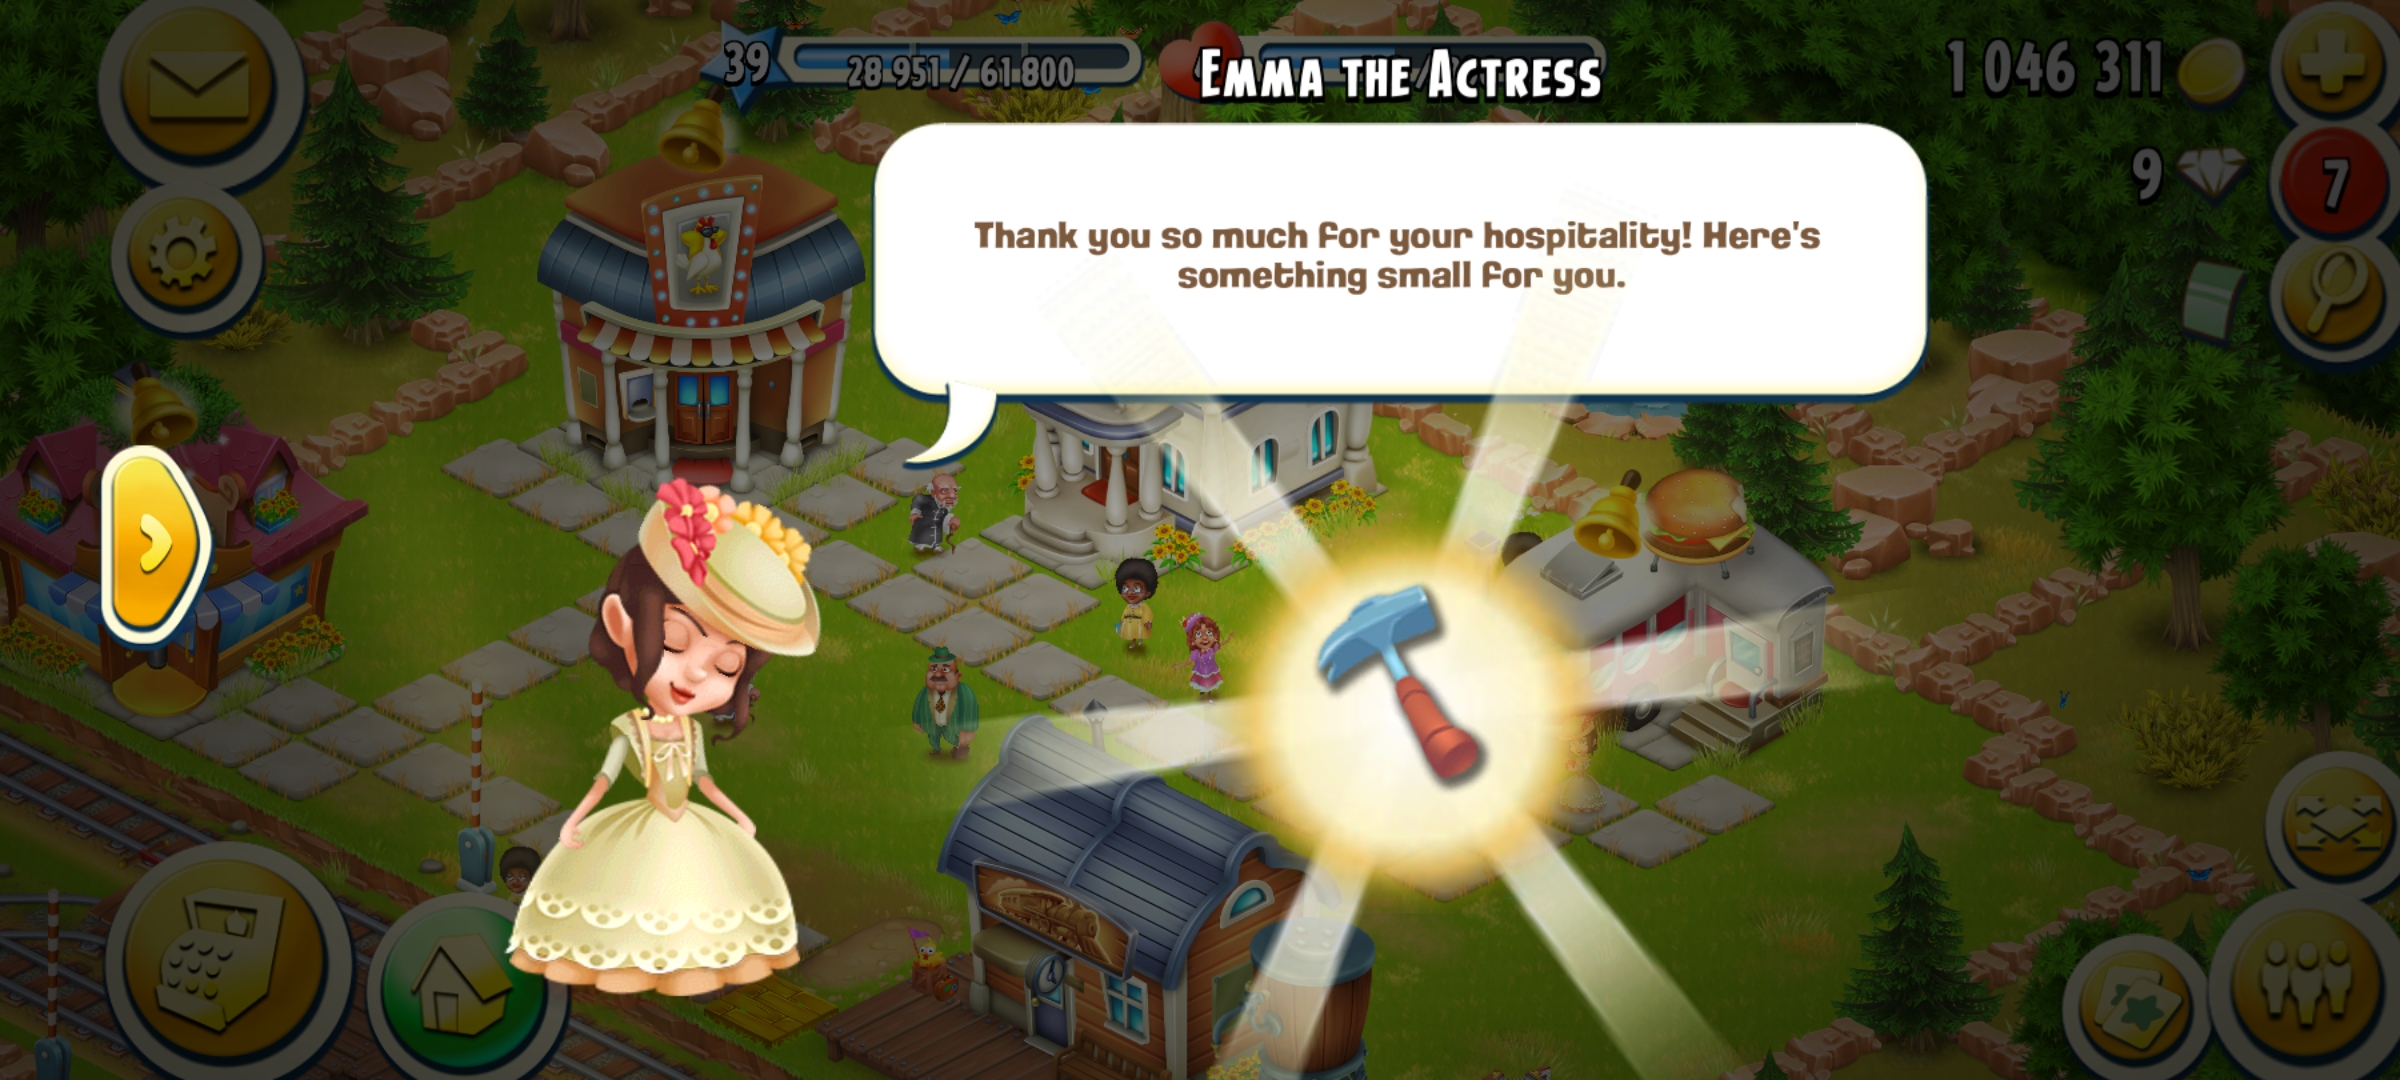 39
28 951 / 61 800
EMMA THE ACTRESS
1 046 311
9
7
Thank you so much for your hospitality! Here's
something small for you.